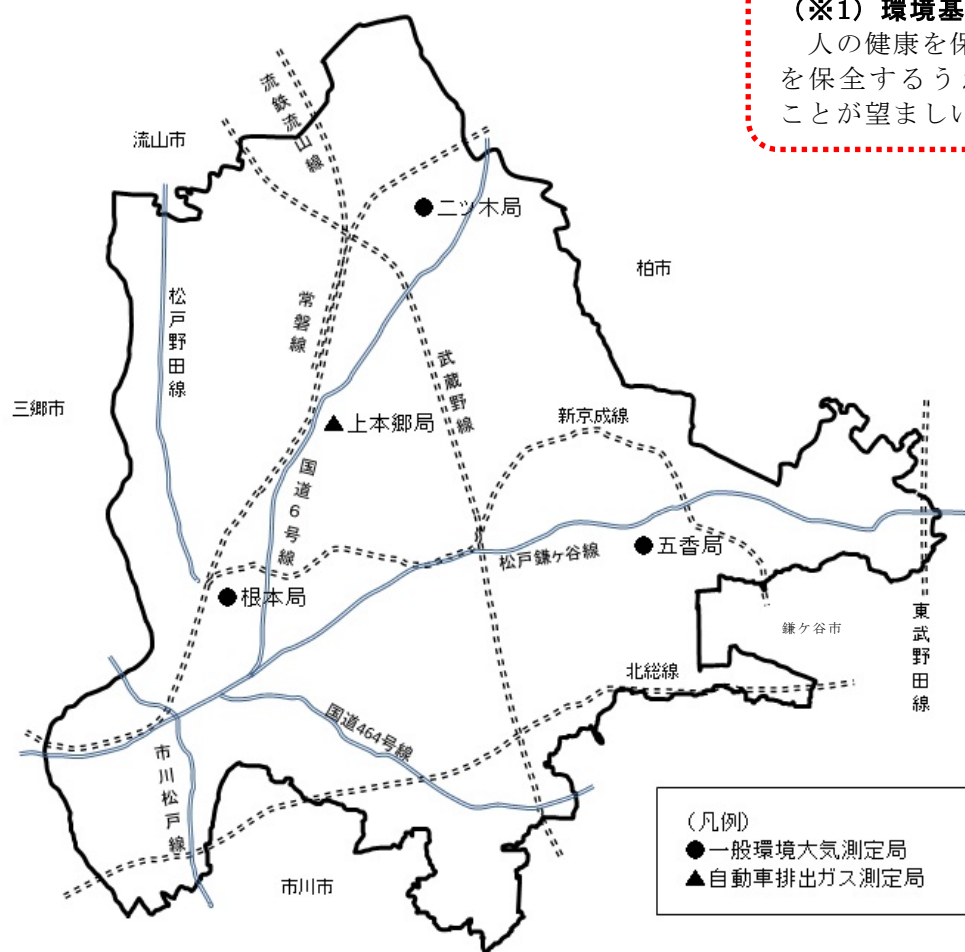 （※1）環境基
人の健康を保
を保全するう
ことが望ましい
流鉄流山線
流山市
二ツ木局
柏市
松戸野田線
常磐線
武蔵野線
三郷市
新京成線
上本郷局
国道6号線
松戸鎌ヶ谷線
五香局
根本局
鎌ケ谷市
東武野田線
北総線
国道464号線
市川松戸線
（凡例）
●一般環境大気測定局
▲自動車排出ガス測定局
市川市